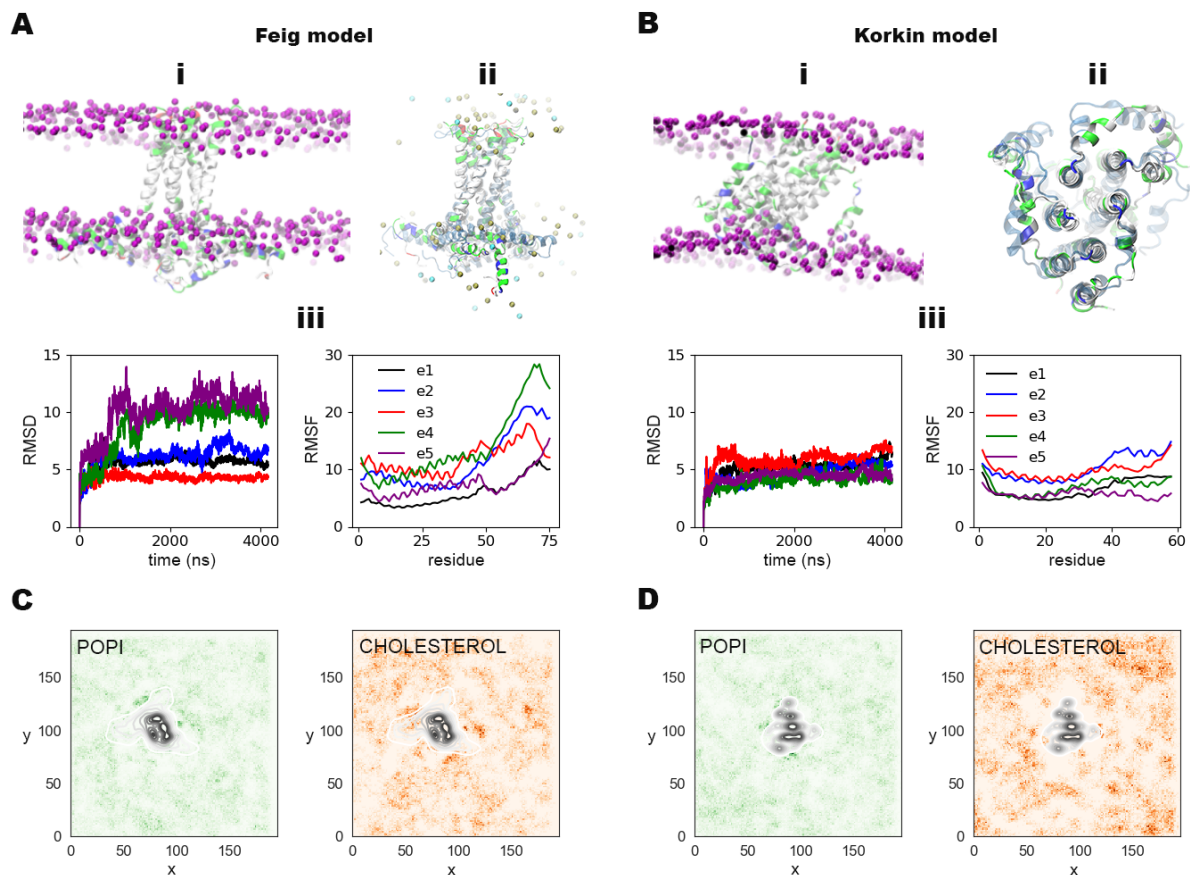 A
Feig model
i
ii
iii
15
10
5
0
RMSD
0
2000
4000
time (ns)
30
20
10
0
RMSF
e1
e2
e3
e4
e5
0
25
50
75
residue
B
Korkin model
i
ii
iii
15
10
5
0
RMSD
0
2000
4000
time (ns)
30
20
10
0
RMSF
e1
e2
e3
e4
e5
0
20
40
60
residue
C
POPI
150
100
50
0
y
0
50
100
150
x
CHOLESTEROL
150
100
50
0
y
0
50
100
150
x
D
POPI
150
100
50
0
y
0
50
100
150
x
CHOLESTEROL
150
100
50
0
y
0
50
100
150
x